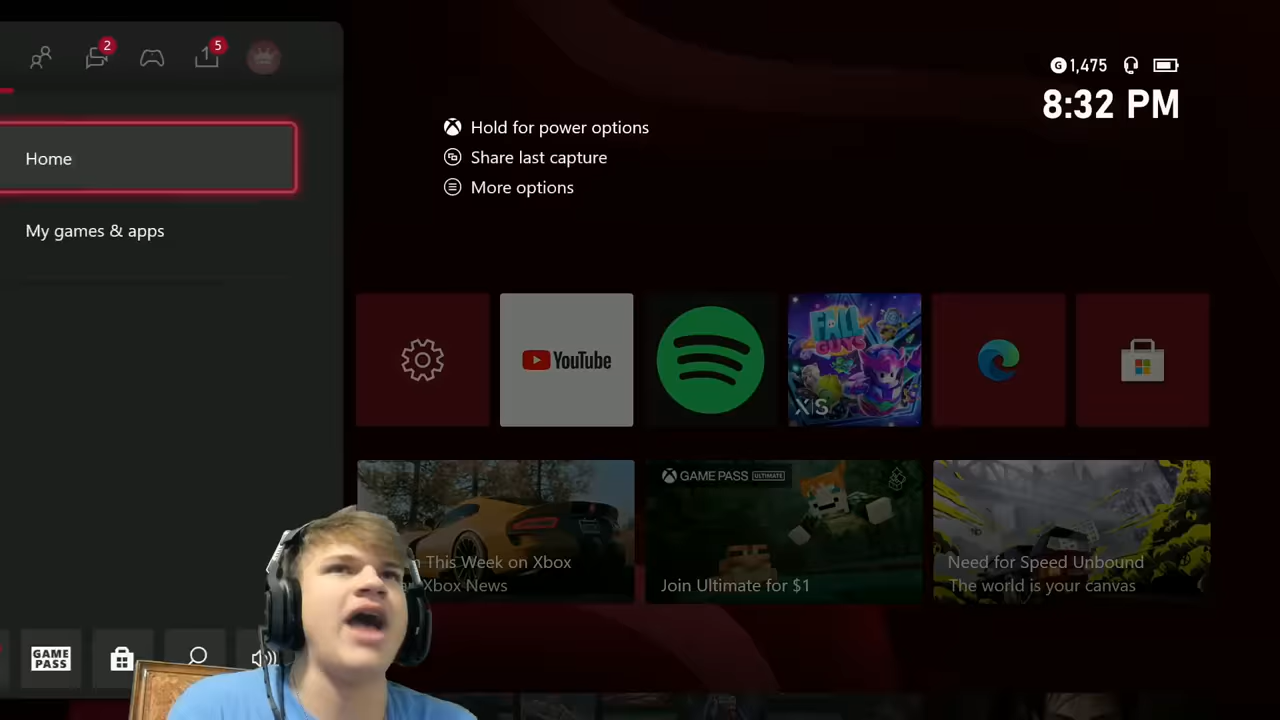 2
5
G 1,475
8:32 PM
Hold for power options
Share last capture
More options
Home
My games & apps
YouTube
FALL
GUYS
X|S
This Week on Xbox
Xbox News
GAME PASS ULTIMATE
Join Ultimate for $1
Need for Speed Unbound
The world is your canvas
GAME
PASS